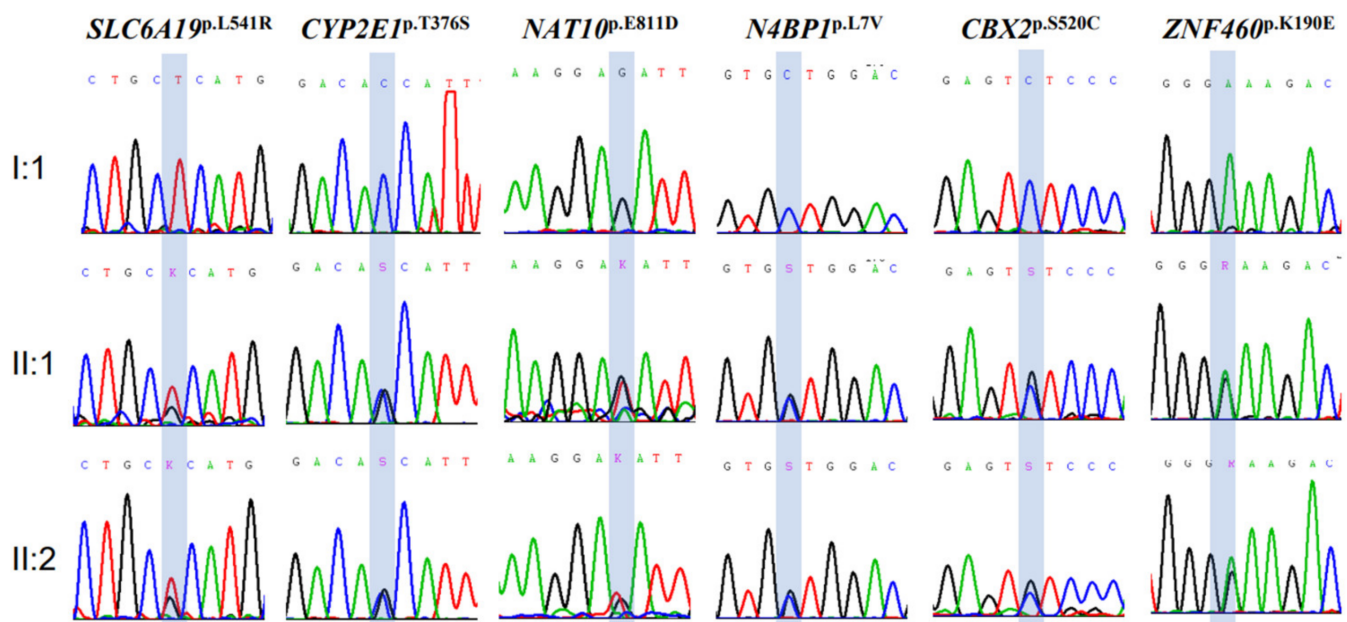 SLC6A19p.L541R CYP2E1p.T376S NAT10p.E811D N4BP1p.L7V CBX2p.S520C ZNF460p.K190E
C T G C T C A T G G A C A C C A T T A A G G A G A T T G T G C T G G A C G A G T C T C C C G G G A A A G A C
I:1
C T G C K C A T G G A C A S C A T T A A G G A K A T T G T G S T G G A C G A G T S T C C C G G G R A A G A C
II:1
C T G C K C A T G G A C A S C A T T A A G G A K A T T G T G S T G G A C G A G T S T C C C G G G R A A G A C
II:2